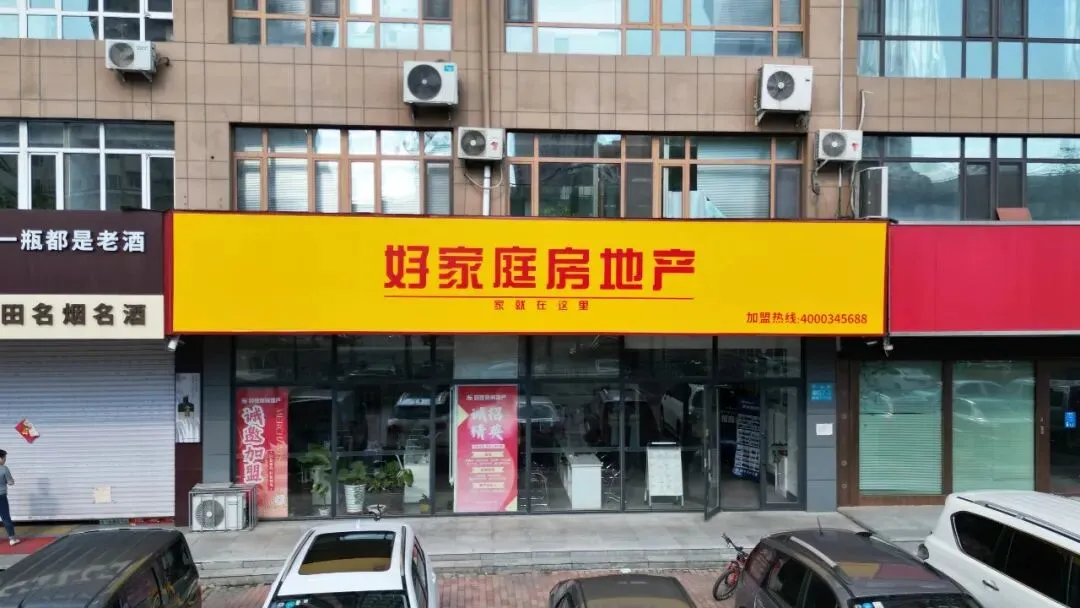 一瓶都是老酒
田名烟名酒
好家庭房地产
家就在这里
加盟热线:4000345688
诚邀加盟
诚招
精英